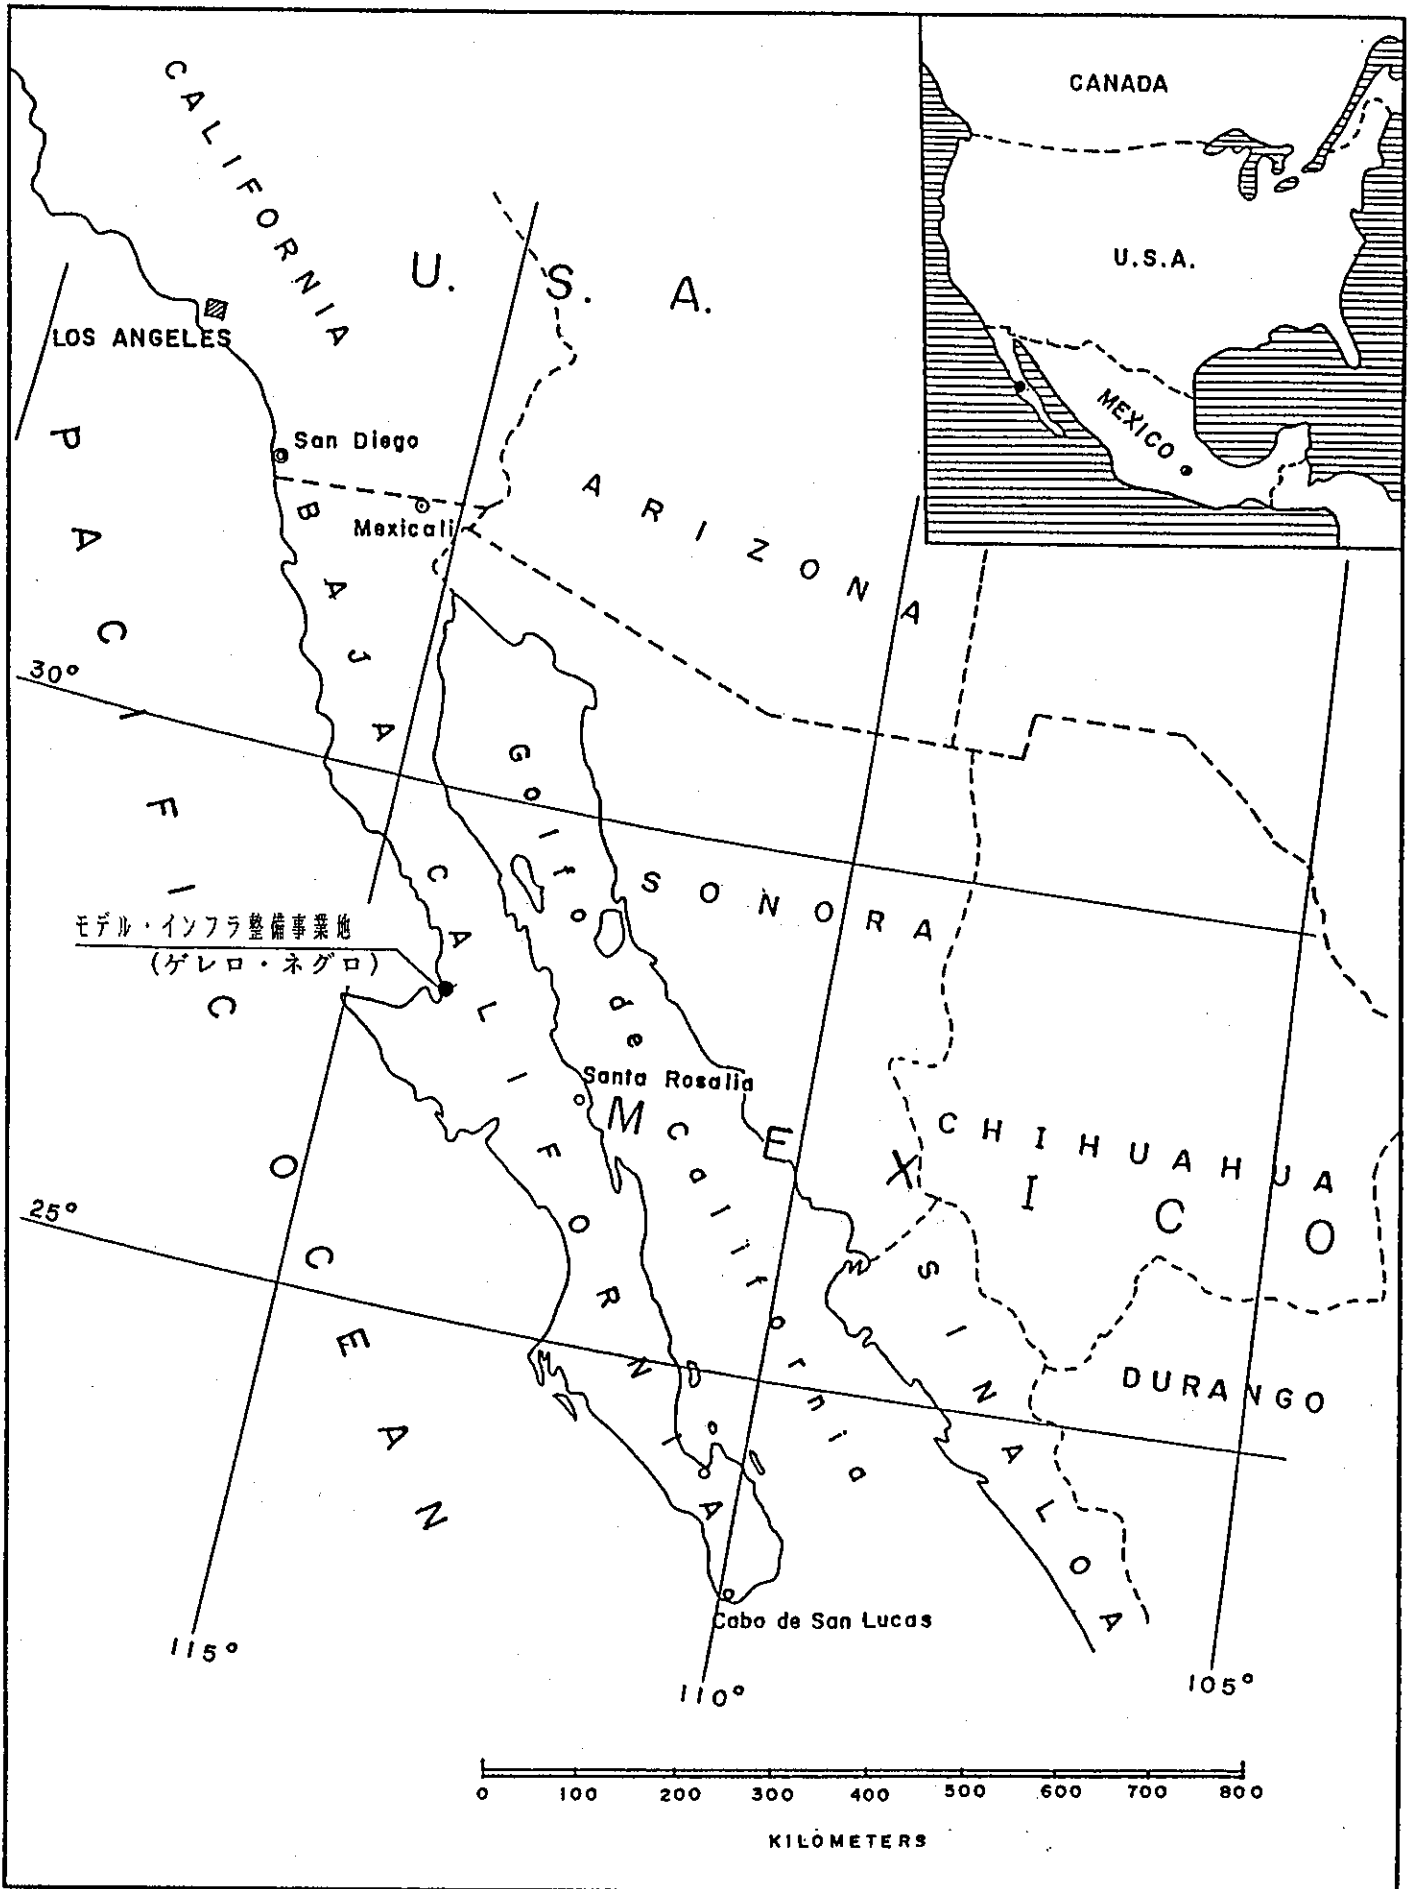 CALIFORNIA
U. S. A.
LOS ANGELES
San Diego
Mexicali
ARIZONA
PACIFIC OCEAN
BAJA CALIFORNIA
30°
Golfo de California
SONORA
モデル・インフラ整備事業地
(ゲレロ・ネグロ)
Santa Rosalia
MEXICO
CHIHUAHUA
25°
SINALOA
DURANGO
Cabo de San Lucas
115°
110°
105°
0 100 200 300 400 500 600 700 800
KILOMETERS
CANADA
U.S.A.
MEXICO